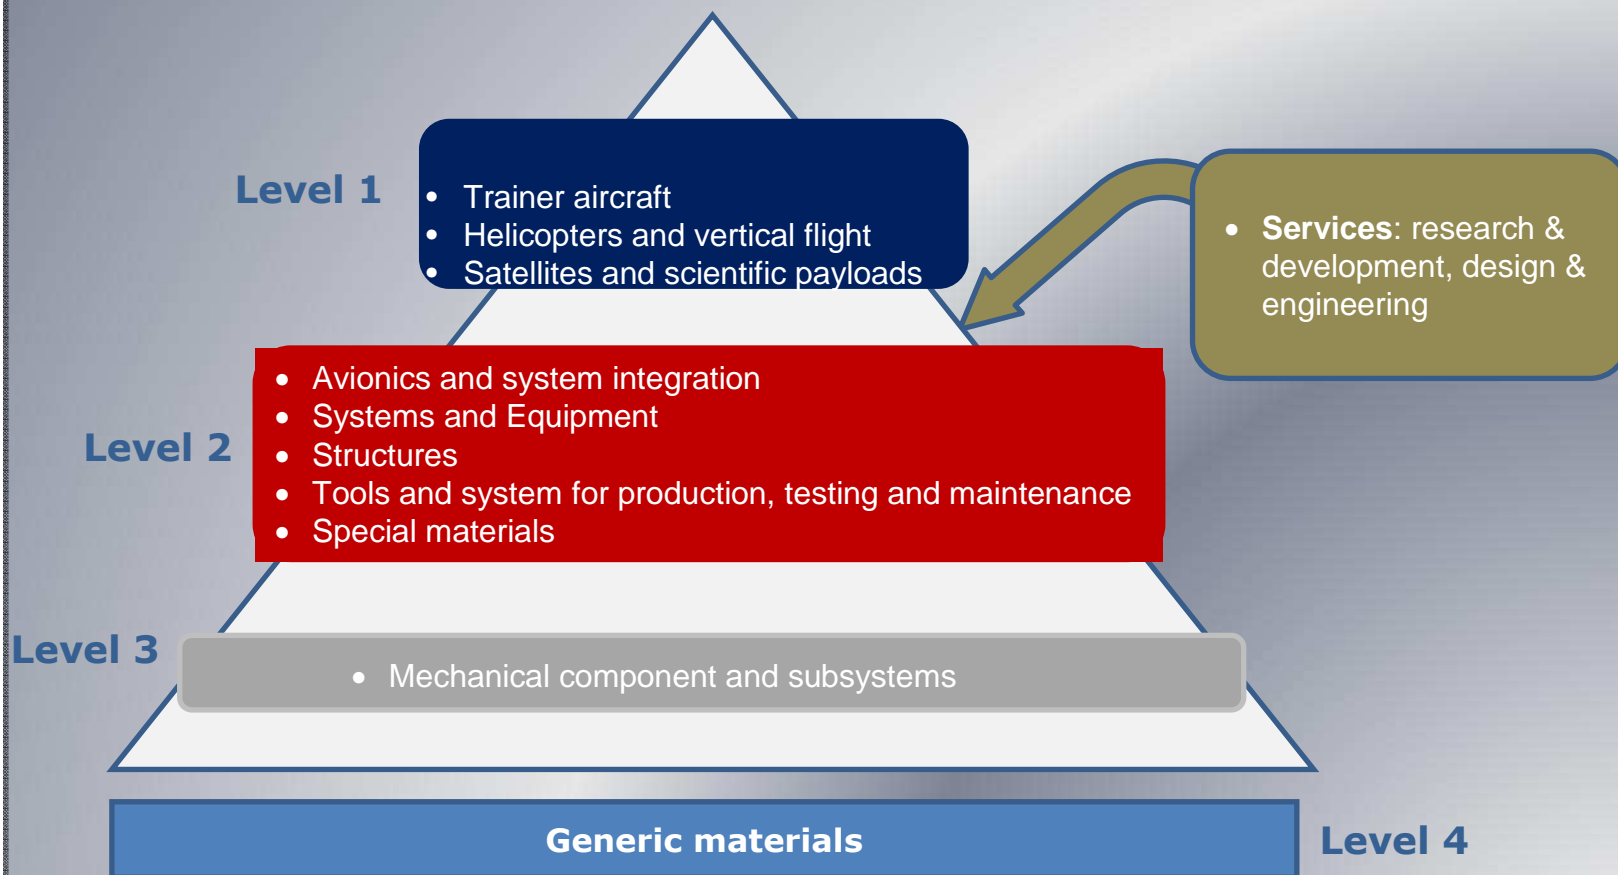 Level 1
• Trainer aircraft
• Helicopters and vertical flight
• Satellites and scientific payloads
• Services: research &
development, design &
engineering
Level 2
• Avionics and system integration
• Systems and Equipment
• Structures
• Tools and system for production, testing and maintenance
• Special materials
Level 3
• Mechanical component and subsystems
Generic materials
Level 4